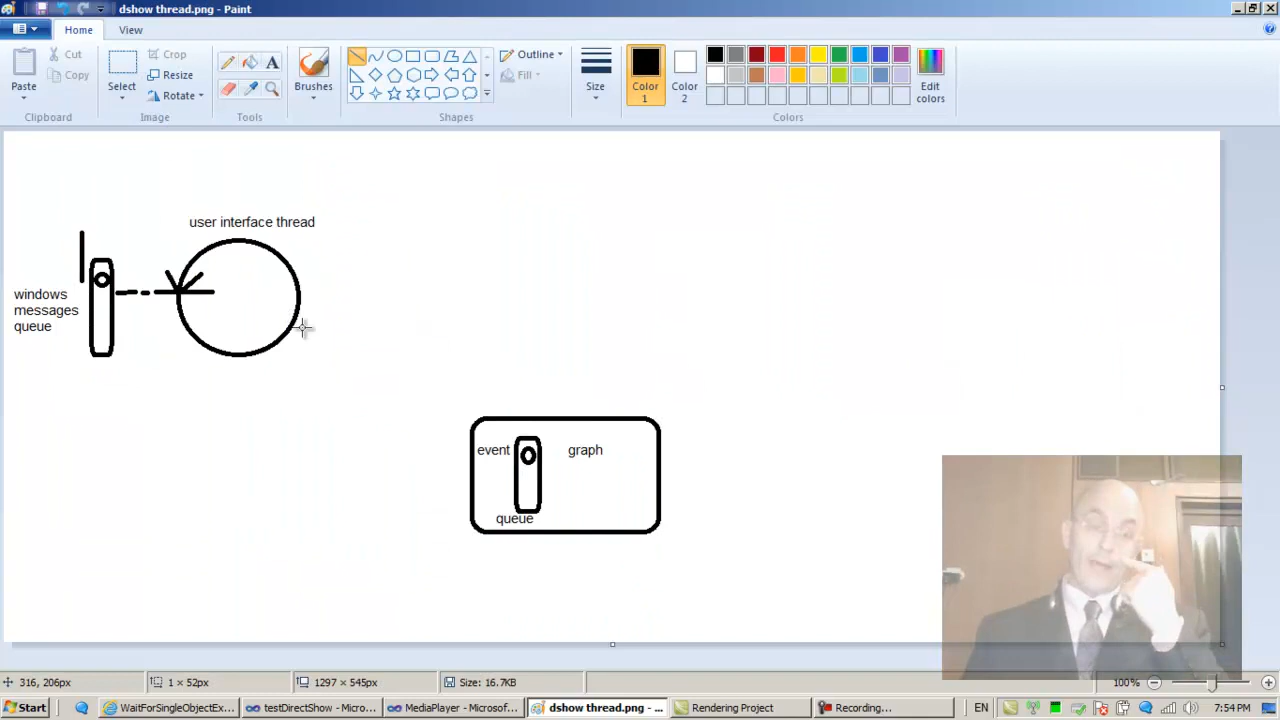 dshow thread.png - Paint
Home
View
Paste
Cut
Copy
Clipboard
Select
Crop
Resize
Rotate
Image
A
Tools
Brushes
Outline
Fill
Shapes
Size
Color
1
Color
2
Edit
colors
Colors
user interface thread
windows
messages
queue
event
graph
queue
316, 206px
1 × 52px
1297 × 545px
Size: 16.7KB
100%
Start
WaitForSingleObjectEx...
testDirectShow - Micro...
MediaPlayer - Microsof...
dshow thread.png - ...
Rendering Project
Recording...
EN
7:54 PM